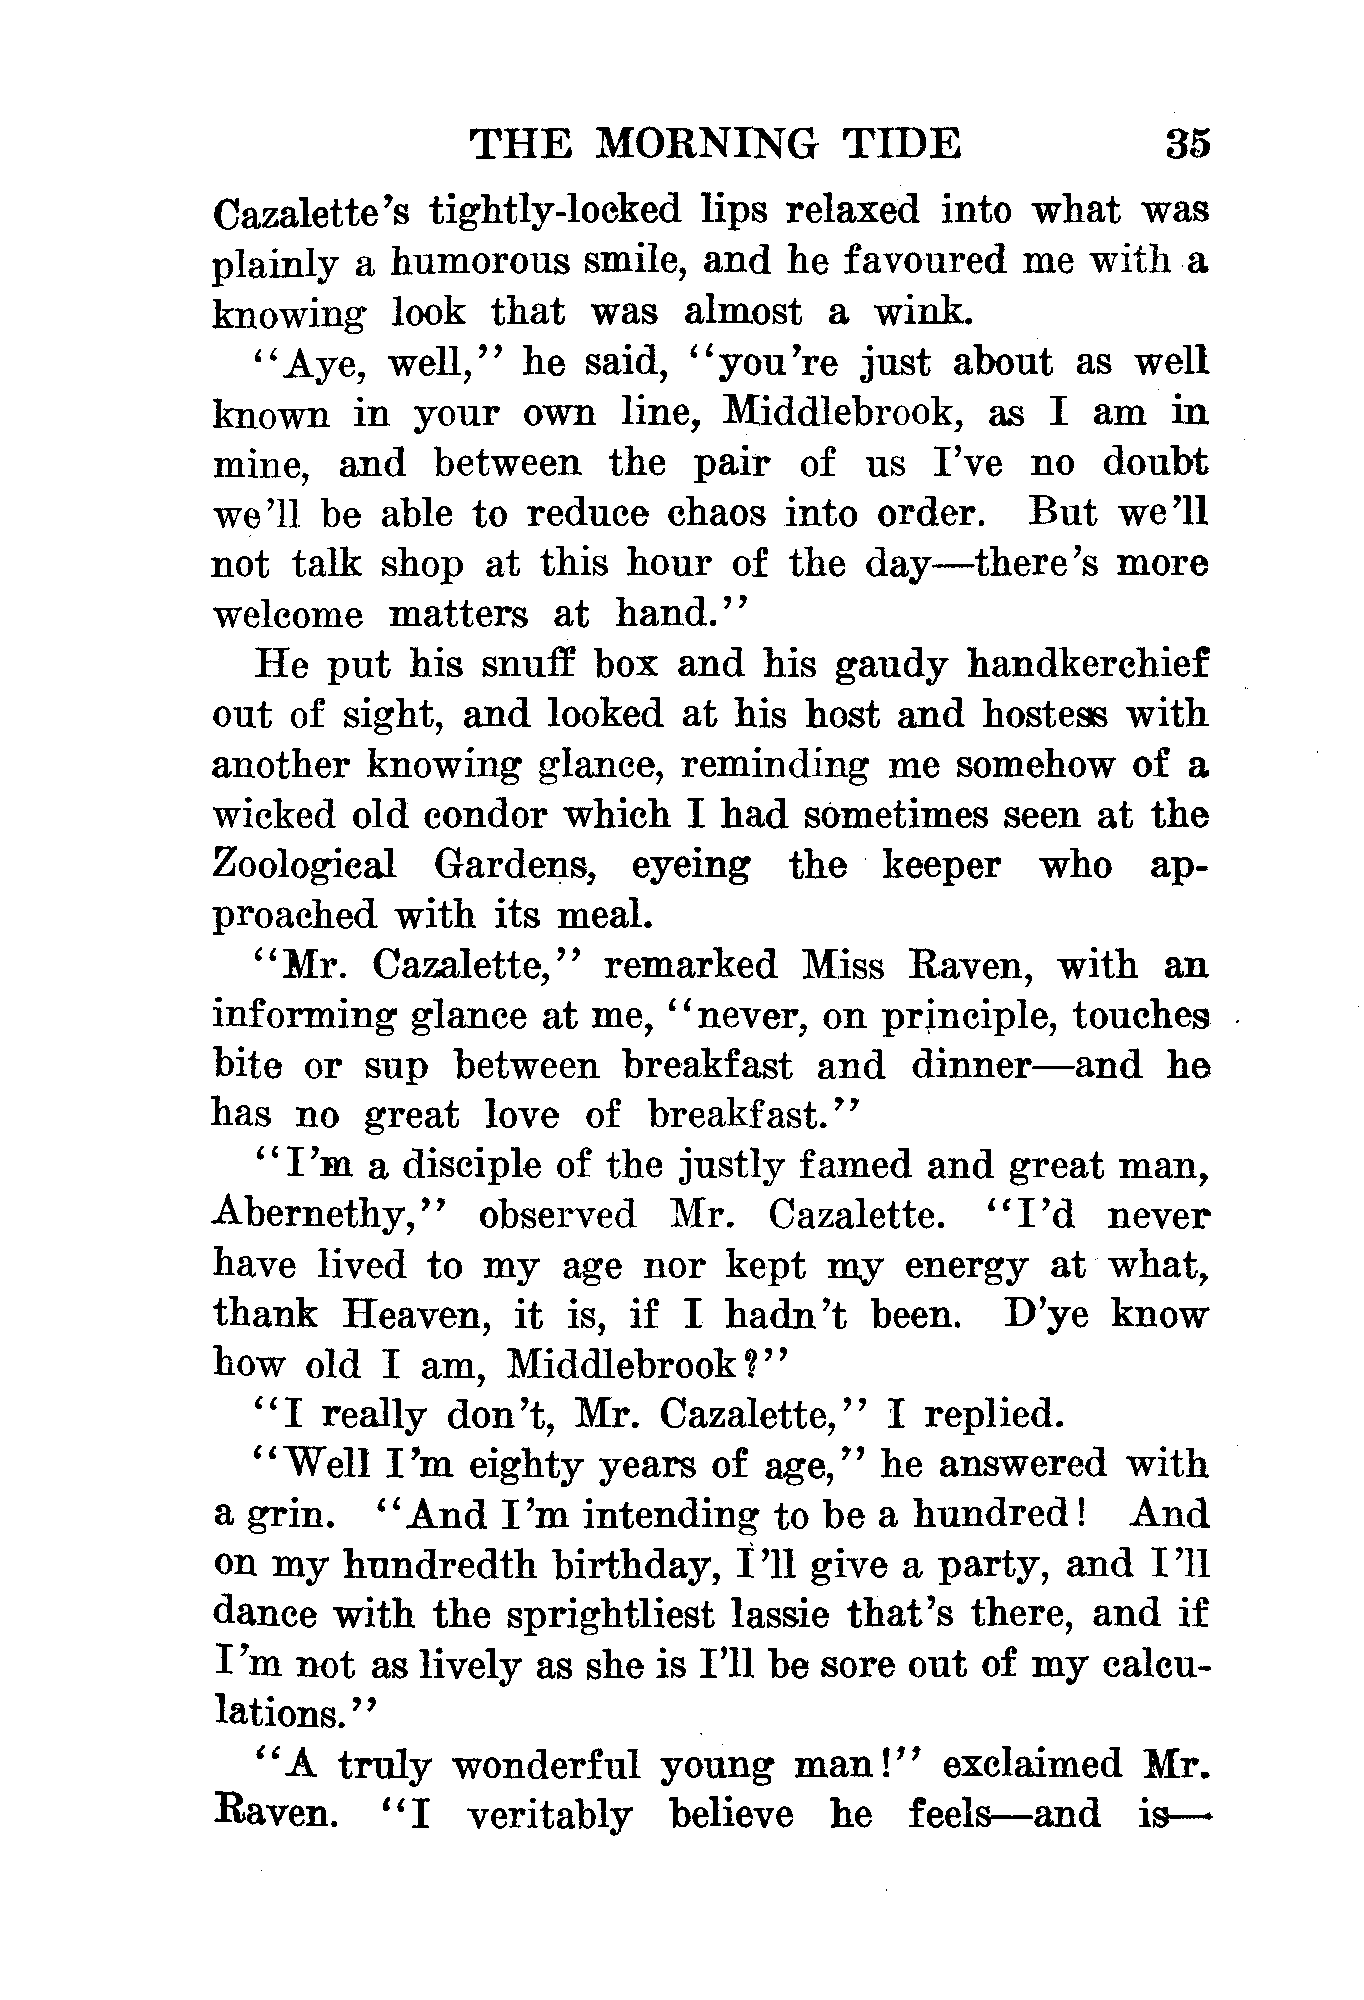 THE MORNING TIDE 35
Cazalette's tightly-locked lips relaxed into what was
plainly a humorous smile, and he favoured me with a
knowing look that was almost a wink.
"Aye, well," he said, "you're just about as well
known in your own line, Middlebrook, as I am in
mine, and between the pair of us I've no doubt
we'll be able to reduce chaos into order. But we'll
not talk shop at this hour of the day—there's more
welcome matters at hand."
He put his snuff box and his gaudy handkerchief
out of sight, and looked at his host and hostess with
another knowing glance, reminding me somehow of a
wicked old condor which I had sometimes seen at the
Zoological Gardens, eyeing the keeper who ap-
proached with its meal.
"Mr. Cazalette," remarked Miss Raven, with an
informing glance at me, "never, on principle, touches
bite or sup between breakfast and dinner—and he
has no great love of breakfast."
"I'm a disciple of the justly famed and great man,
Abernethy," observed Mr. Cazalette. "I'd never
have lived to my age nor kept my energy at what,
thank Heaven, it is, if I hadn't been. D'ye know
how old I am, Middlebrook?"
"I really don't, Mr. Cazalette," I replied.
"Well I'm eighty years of age," he answered with
a grin. "And I'm intending to be a hundred! And
on my hundredth birthday, I'll give a party, and I'll
dance with the sprightliest lassie that's there, and if
I'm not as lively as she is I'll be sore out of my calcu-
lations."
"A truly wonderful young man!" exclaimed Mr.
Raven. "I veritably believe he feels—and is—